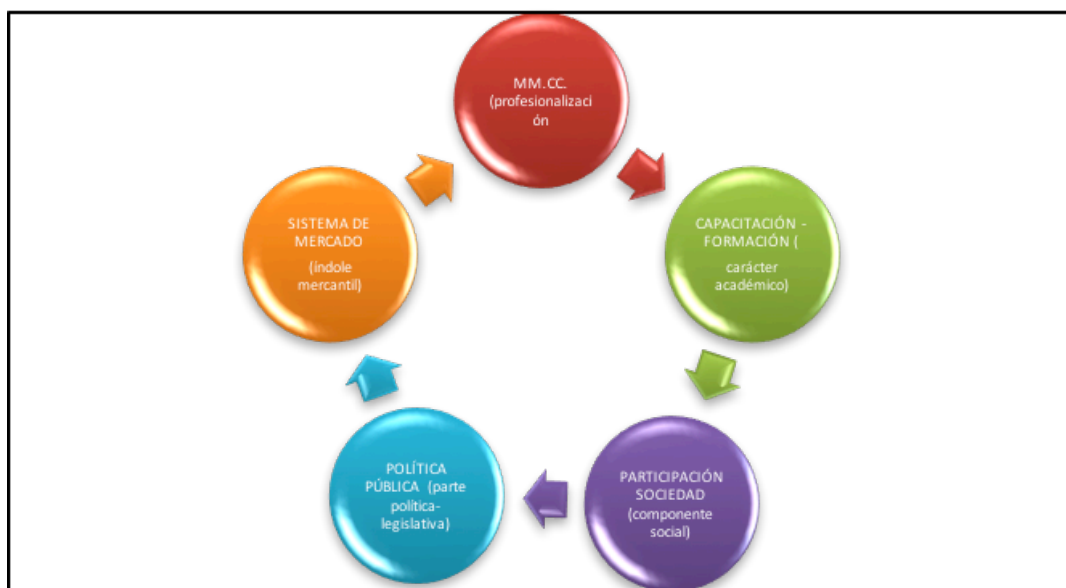 MM.CC.
(profesionalizaci
ón
CAPACITACIÓN -
FORMACIÓN (
carácter
académico)
PARTICIPACIÓN
SOCIEDAD
(componente
social)
POLÍTICA
PÚBLICA  (parte
política-
legislativa)
SISTEMA DE
MERCADO
(índole
mercantil)